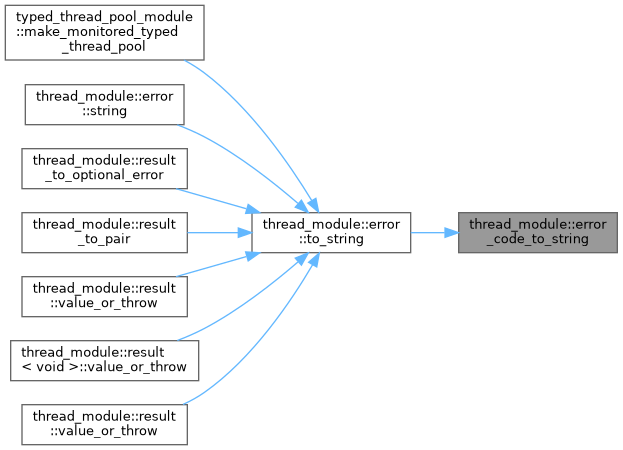 typed_thread_pool_module
::make_monitored_typed
_thread_pool
thread_module::error
::string
thread_module::result
_to_optional_error
thread_module::result
_to_pair
thread_module::result
::value_or_throw
thread_module::result
< void >::value_or_throw
thread_module::result
::value_or_throw
thread_module::error
::to_string
thread_module::error
_code_to_string